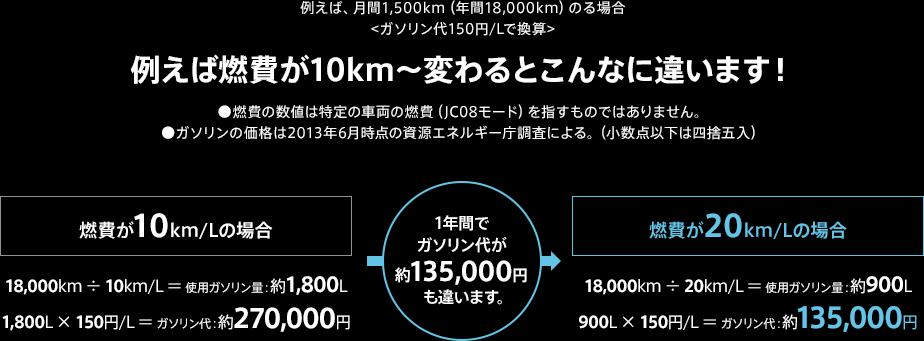 例えば、月間1,500km（年間18,000km）のる場合
<ガソリン代150円/Lで換算>
例えば燃費が10km～変わるとこんなに違います！
●燃費の数値は特定の車両の燃費（JC08モード）を指すものではありません。
●ガソリンの価格は2013年6月時点の資源エネルギー庁調査による。（小数点以下は四捨五入）
燃費が10km/Lの場合
18,000km ÷ 10km/L＝使用ガソリン量：約1,800L
1,800L × 150円/L＝ガソリン代：約270,000円
1年間で
ガソリン代が
約135,000円
も違います。
燃費が20km/Lの場合
18,000km ÷ 20km/L＝使用ガソリン量：約900L
900L × 150円/L＝ガソリン代：約135,000円